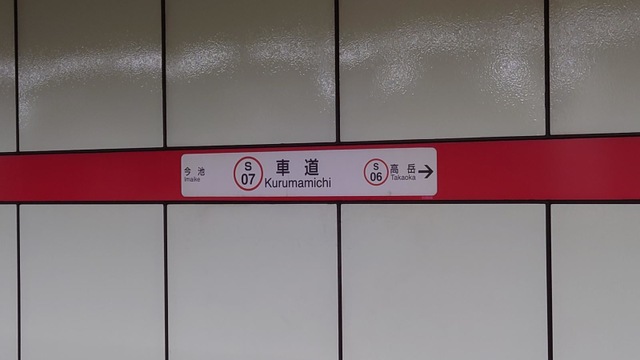 今池
Imaike
S
07
車道
Kurumamichi
S
06
高岳
Takaoka
→